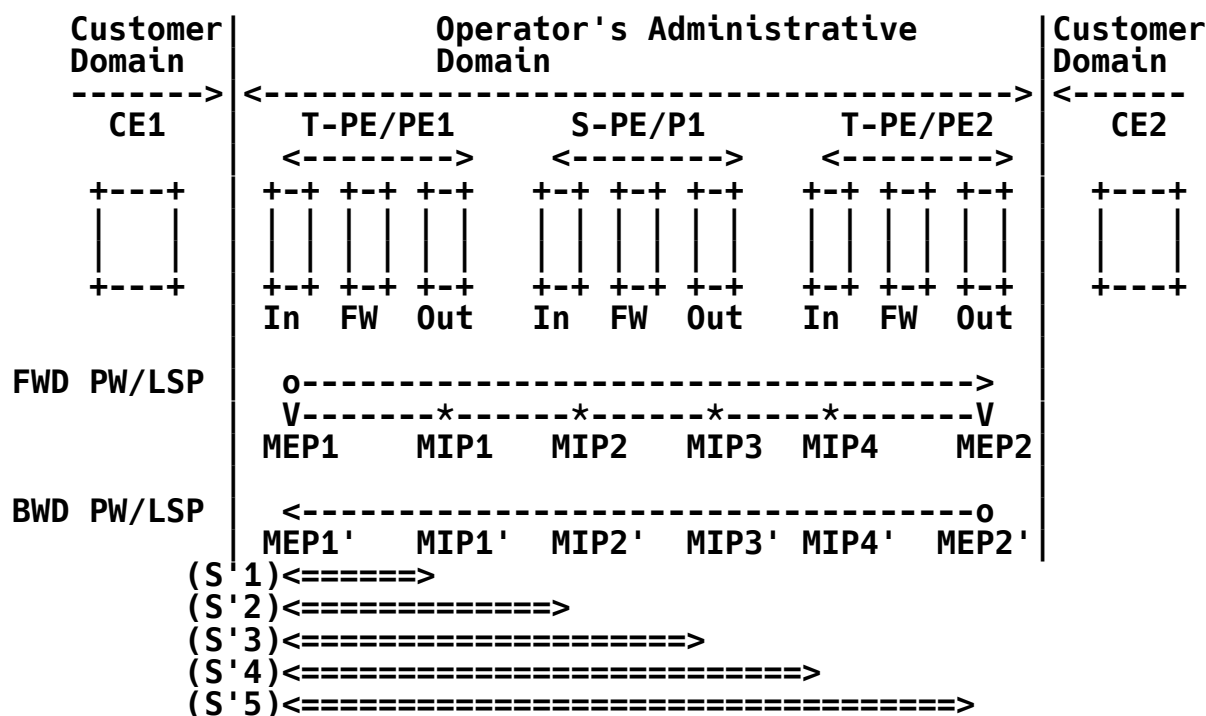 Customer|            Operator's Administrative       |Customer
Domain  |            Domain                          |Domain
------->|<--------------------------------------->|<------
CE1   |   T-PE/PE1      S-PE/P1       T-PE/PE2     |   CE2
<-------->    <-------->    <-------->
+---+  | +-+ +-+ +-+   +-+ +-+ +-+   +-+ +-+ +-+ |  +---+
|   |  | | | | | | |   | | | | | |   | | | | | | |  |   |
|   |  | | | | | | |   | | | | | |   | | | | | | |  |   |
+---+  | +-+ +-+ +-+   +-+ +-+ +-+   +-+ +-+ +-+ |  +---+
In  FW  Out   In  FW  Out   In  FW  Out
FWD PW/LSP |  o----------------------------------->
V-------*------*------*-----*-------V
MEP1    MIP1   MIP2   MIP3  MIP4    MEP2
BWD PW/LSP |  <-----------------------------------o
MEP1'   MIP1'  MIP2'  MIP3' MIP4'  MEP2'
(S'1)<======>
(S'2)<=============>
(S'3)<====================>
(S'4)<==========================>
(S'5)<==================================>